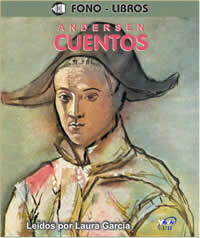 FONO - LIBROS
ANDERSEN
CUENTOS
Leídos por Laura García